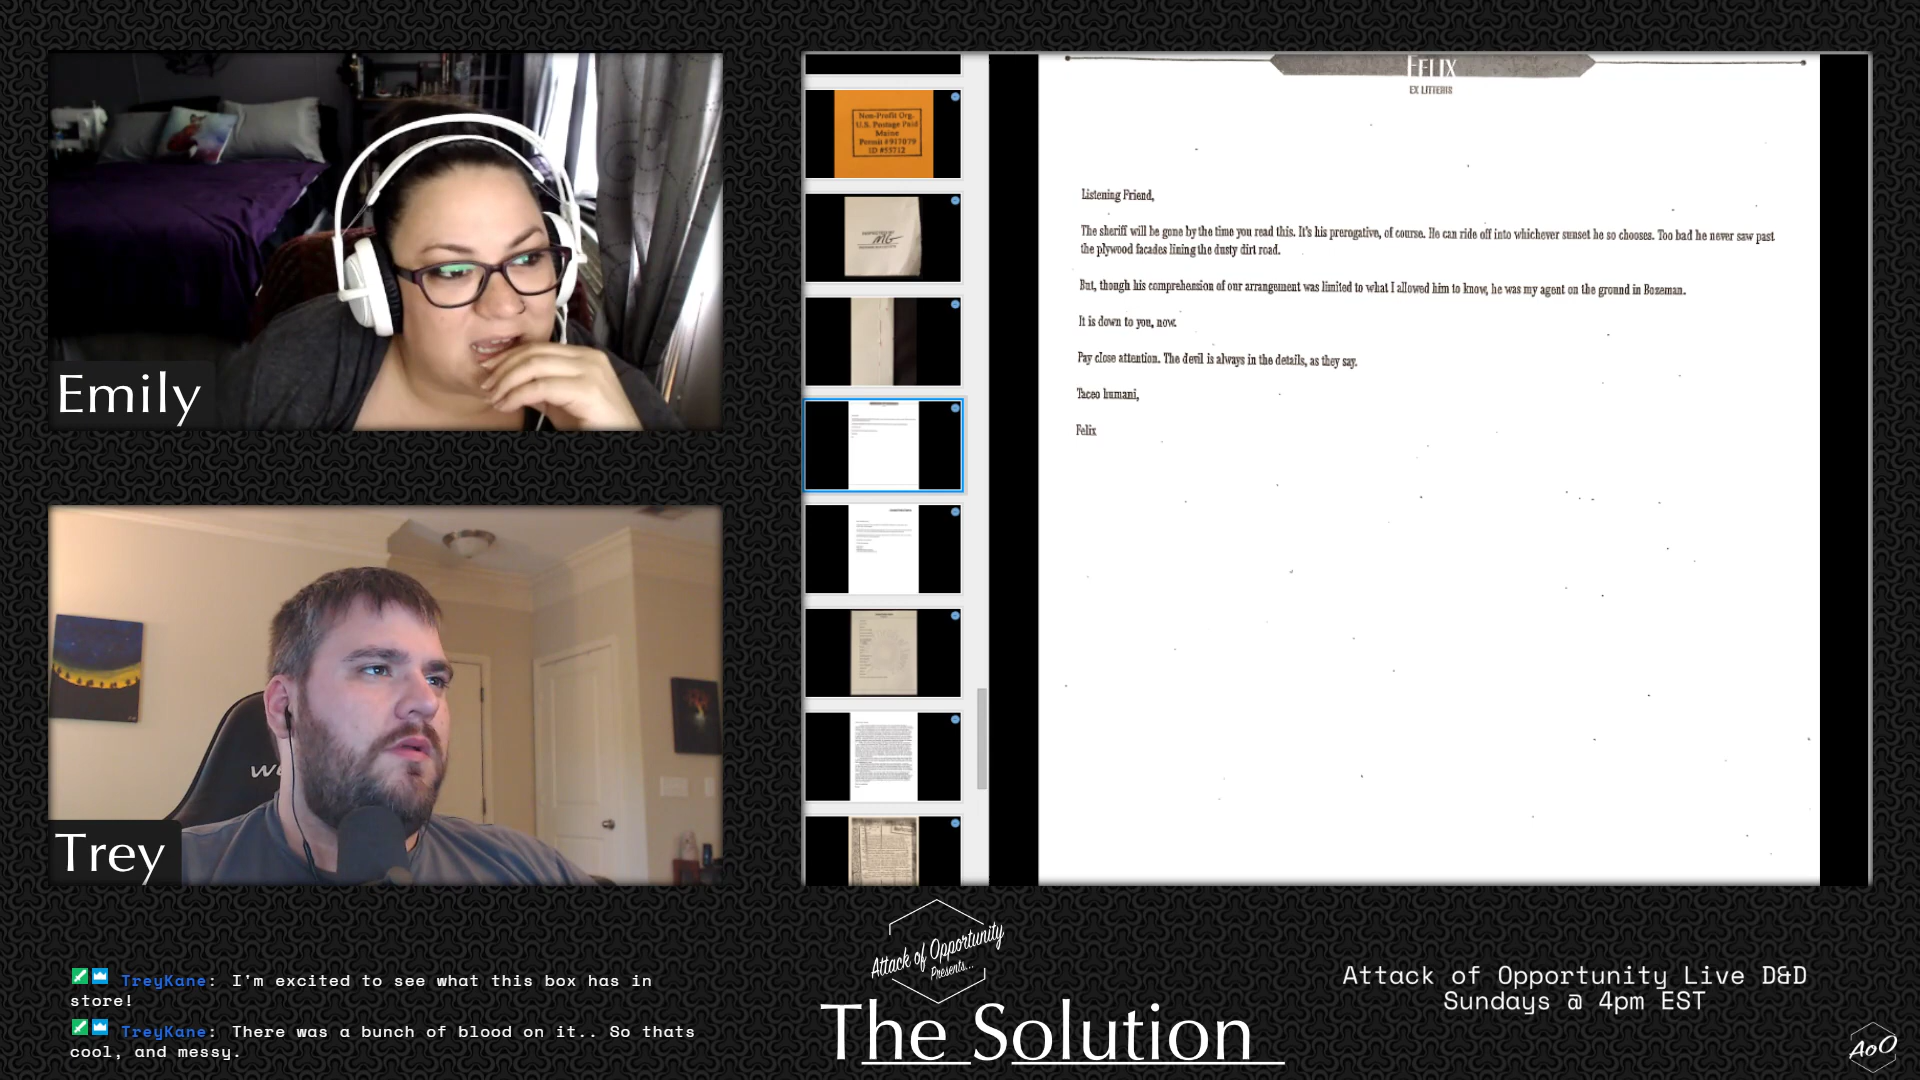 FELIX
EX LITTERIS
Non-Profit Org.
U.S. Postage Paid
Maine
Permit #917079
ID #53712
MG
Listening Friend,
The sheriff will be gone by the time you read this. It's his prerogative, of course. He can ride off into whichever sunset he so chooses. Too bad he never saw past
the plywood facades lining the dusty dirt road.
But, though his comprehension of our arrangement was limited to what I allowed him to know, he was my agent on the ground in Bozeman.
It is down to you, now.
Pay close attention. The devil is always in the details, as they say.
Taceo humani,
Felix
Emily
Trey
TreyKane: I'm excited to see what this box has in
store!
TreyKane: There was a bunch of blood on it.. So thats
cool, and messy.
Attack of Opportunity
Presents...
The Solution
Attack of Opportunity Live D&D
Sundays @ 4pm EST
AoO